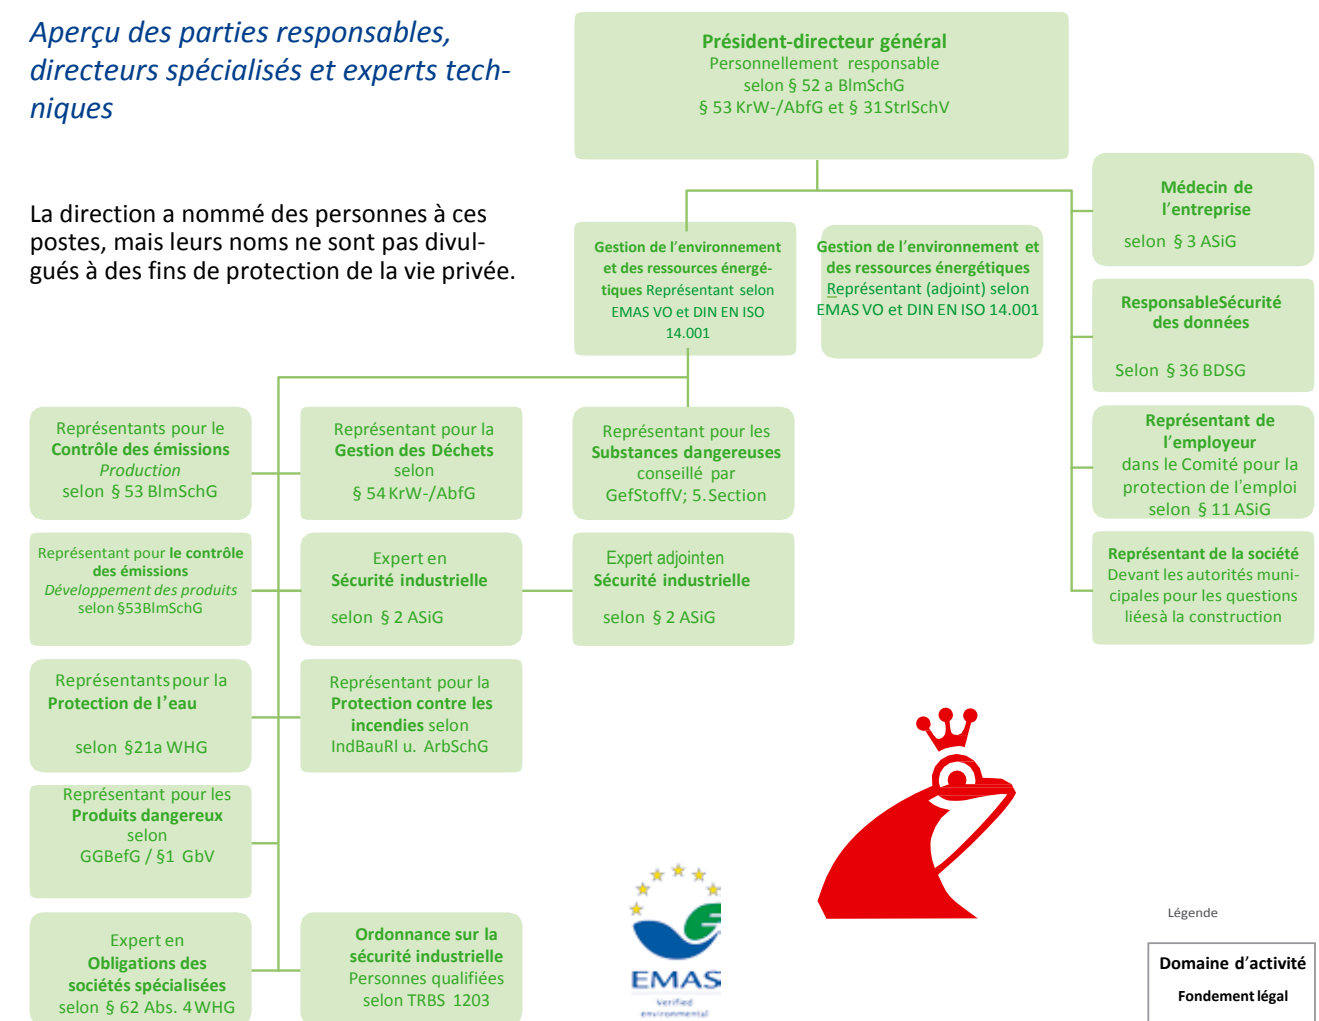 Aperçu des parties responsables,
directeurs spécialisés et experts tech-
niques
La direction a nommé des personnes à ces
postes, mais leurs noms ne sont pas divul-
gués à des fins de protection de la vie privée.
Président-directeur général
Personnellement responsable
selon § 52 a BlmSchG
§ 53 KrW-/AbfG et § 31StrlSchV
Gestion de l'environnement
et des ressources énergé-
tiques Représentant selon
EMAS VO et DIN EN ISO
14.001
Gestion de l'environnement et
des ressources énergétiques
Représentant (adjoint) selon
EMAS VO et DIN EN ISO 14.001
Médecin de
l'entreprise
selon § 3 ASiG
ResponsableSécurité
des données
Selon § 36 BDSG
Représentant de
l'employeur
dans le Comité pour la
protection de l'emploi
selon § 11 ASiG
Représentant de la société
Devant les autorités muni-
cipales pour les questions
liées à la construction
Représentants pour le
Contrôle des émissions
Production
selon § 53 BlmSchG
Représentant pour la
Gestion des Déchets
selon
§ 54 KrW-/AbfG
Représentant pour les
Substances dangereuses
conseillé par
GefStoffV; 5. Section
Représentant pour le contrôle
des émissions
Développement des produits
selon §53BlmSchG
Expert en
Sécurité industrielle
selon § 2 ASiG
Expert adjoint en
Sécurité industrielle
selon § 2 ASiG
Représentants pour la
Protection de l'eau
selon §21a WHG
Représentant pour la
Protection contre les
incendies selon
IndBauRl u. ArbSchG
Représentant pour les
Produits dangereux
selon
GGBefG / §1 GbV
Expert en
Obligations des
sociétés spécialisées
selon § 62 Abs. 4WHG
Ordonnance sur la
sécurité industrielle
Personnes qualifiées
selon TRBS 1203
EMAS
Verified
environmental
Légende
Domaine d'activité
Fondement légal